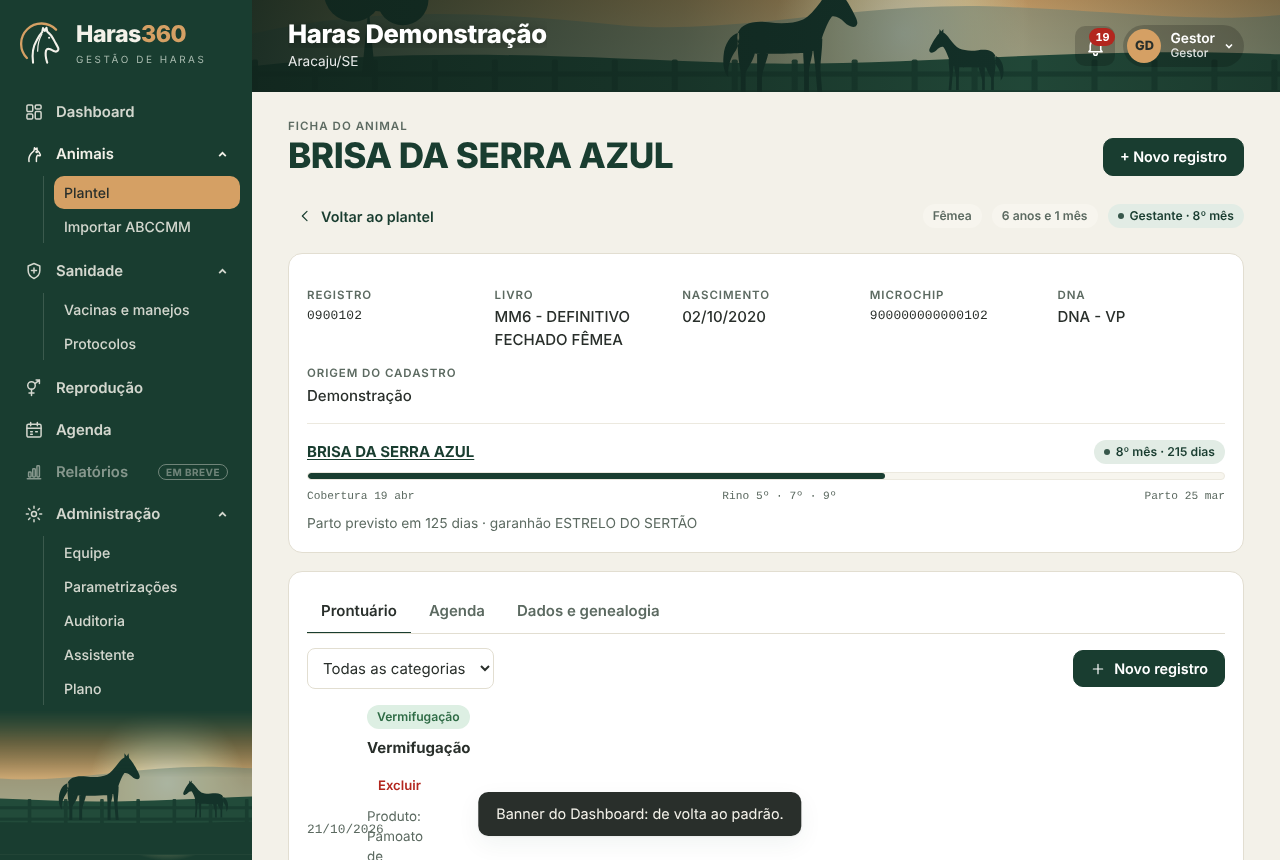 Haras360
GESTÃO DE HARAS
Haras Demonstração
Aracaju/SE
19
GD
Gestor
Gestor
Dashboard
Animais
Plantel
Importar ABCCMM
Sanidade
Vacinas e manejos
Protocolos
Reprodução
Agenda
Relatórios
EM BREVE
Administração
Equipe
Parametrizações
Auditoria
Assistente
Plano
FICHA DO ANIMAL
BRISA DA SERRA AZUL
+ Novo registro
Voltar ao plantel
Fêmea
6 anos e 1 mês
Gestante · 8º mês
REGISTRO
0900102
LIVRO
MM6 - DEFINITIVO
FECHADO FÊMEA
NASCIMENTO
02/10/2020
MICROCHIP
900000000000102
DNA
DNA - VP
ORIGEM DO CADASTRO
Demonstração
BRISA DA SERRA AZUL
8º mês · 215 dias
Cobertura 19 abr
Rino 5º · 7º · 9º
Parto 25 mar
Parto previsto em 125 dias · garanhão ESTRELO DO SERTÃO
Prontuário
Agenda
Dados e genealogia
Todas as categorias
+ Novo registro
Vermifugação
Vermifugação
Excluir
21/10/2026
Produto:
Pamoato
de
Banner do Dashboard: de volta ao padrão.